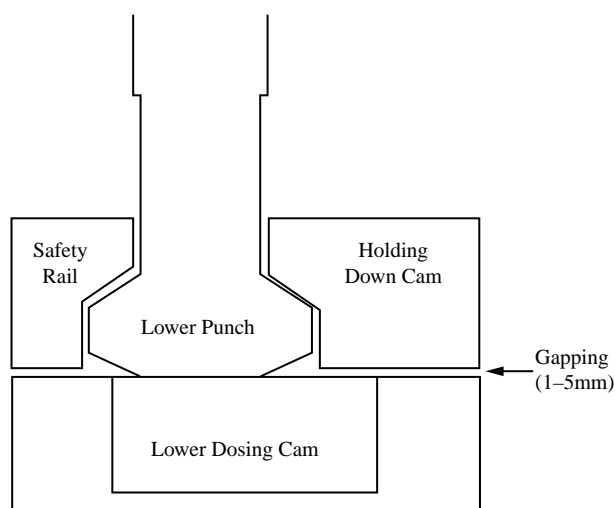 Safety
Rail
Holding
Down Cam
Lower Punch
Gapping
(1–5mm)
Lower Dosing Cam